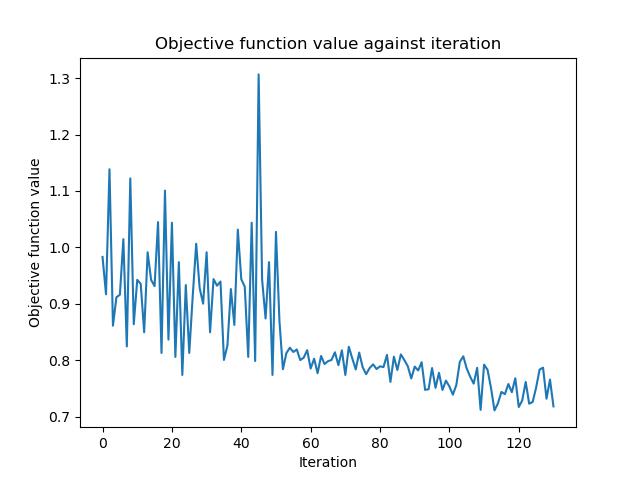 Objective function value against iteration
1.3
1.2
1.1
1.0
0.9
0.8
0.7
Objective function value
0 20 40 60 80 100 120
Iteration